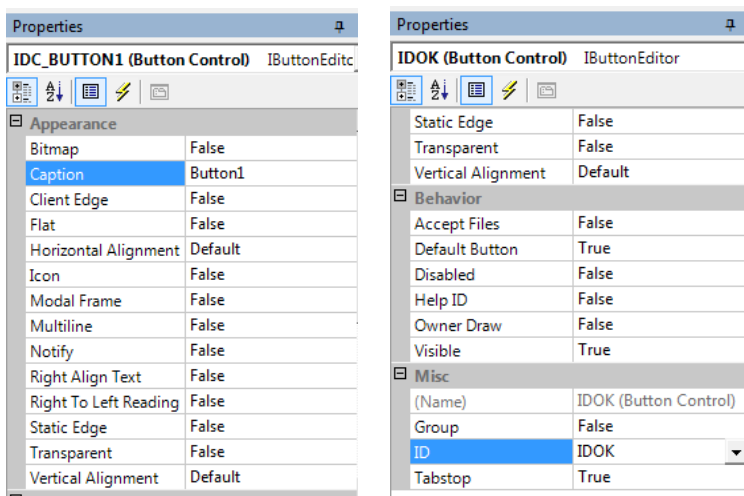 Properties
IDC_BUTTON1 (Button Control) IButtonEditc
Appearance
Bitmap False
Caption Button1
Client Edge False
Flat False
Horizontal Alignment Default
Icon False
Modal Frame False
Multiline False
Notify False
Right Align Text False
Right To Left Reading False
Static Edge False
Transparent False
Vertical Alignment Default
Properties
IDOK (Button Control) IButtonEditor
Static Edge False
Transparent False
Vertical Alignment Default
Behavior
Accept Files False
Default Button True
Disabled False
Help ID False
Owner Draw False
Visible True
Misc
(Name) IDOK (Button Control)
Group False
ID IDOK
Tabstop True